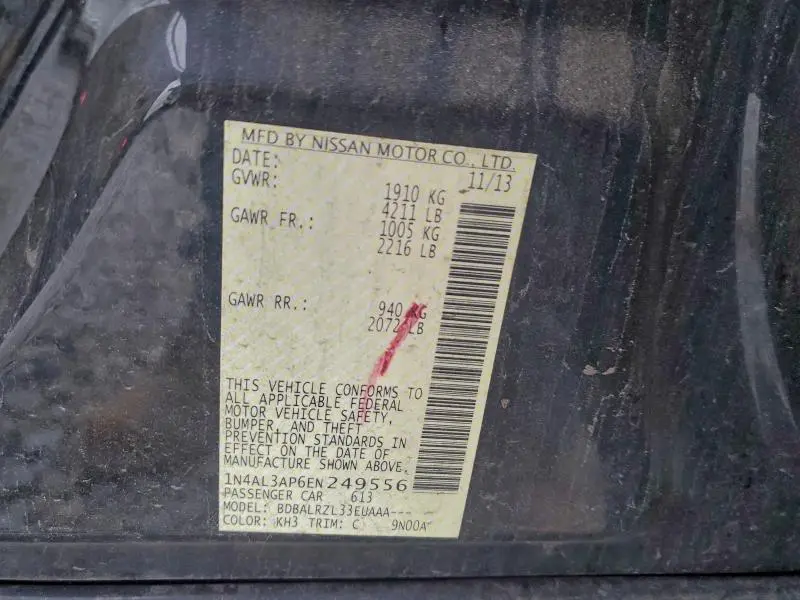 MFD BY NISSAN MOTOR CO., LTD.
DATE: 11/13
GVWR: 1910 KG
4211 LB
GAWR FR.: 1005 KG
2216 LB
GAWR RR.: 940 KG
2072 LB
THIS VEHICLE CONFORMS TO
ALL APPLICABLE FEDERAL
MOTOR VEHICLE SAFETY,
BUMPER, AND THEFT
PREVENTION STANDARDS IN
EFFECT ON THE DATE OF
MANUFACTURE SHOWN ABOVE.
1N4AL3AP6EN249556
PASSENGER CAR 613
MODEL: BDBALRZL33EUAAA---
COLOR: KH3 TRIM: C 9N00A